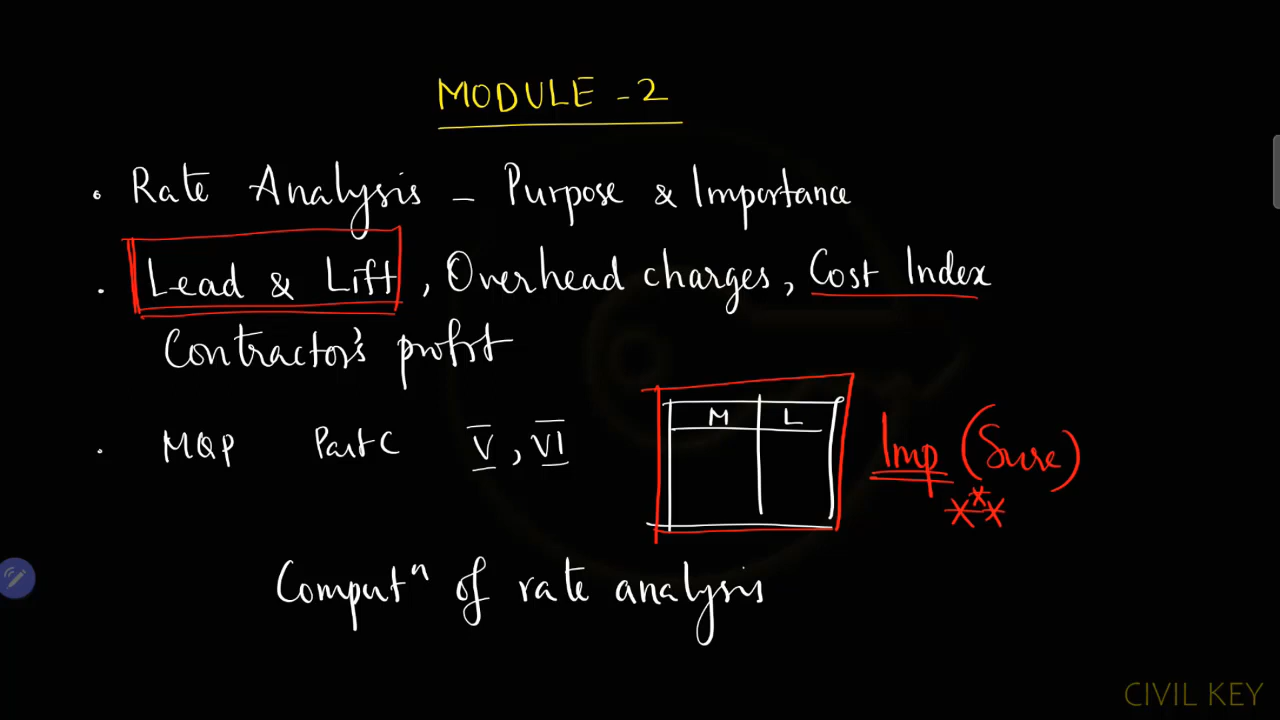 MODULE - 2
• Rate Analysis - Purpose & Importance
• Lead & Lift, Overhead charges, Cost Index
Contractor's profit
• MQP Part C V, VI
M L
Imp (Sure)
***
Computⁿ of rate analysis
CIVIL KEY